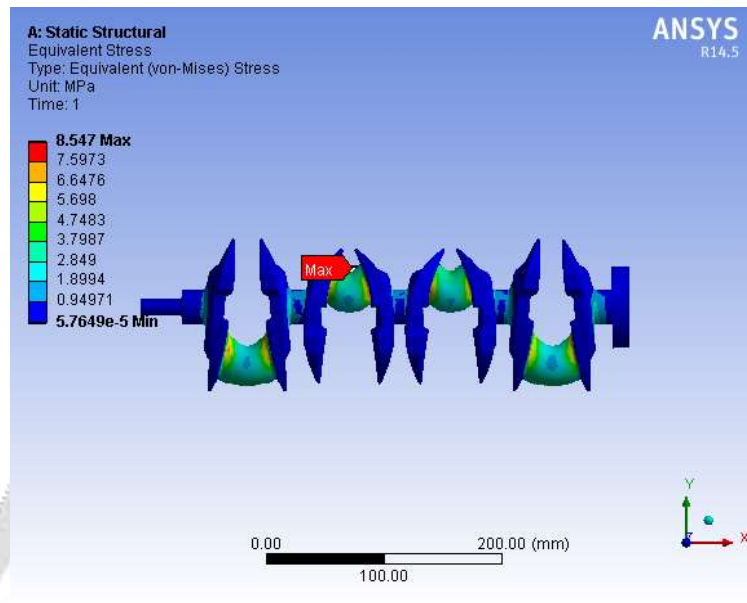 A: Static Structural
Equivalent Stress
Type: Equivalent (von-Mises) Stress
Unit: MPa
Time: 1
8.547 Max
7.5973
6.6476
5.698
4.7483
3.7987
2.849
1.8994
0.94971
5.7649e-5 Min
ANSYS
R14.5
Max
0.00
200.00 (mm)
100.00
Y
Z
X